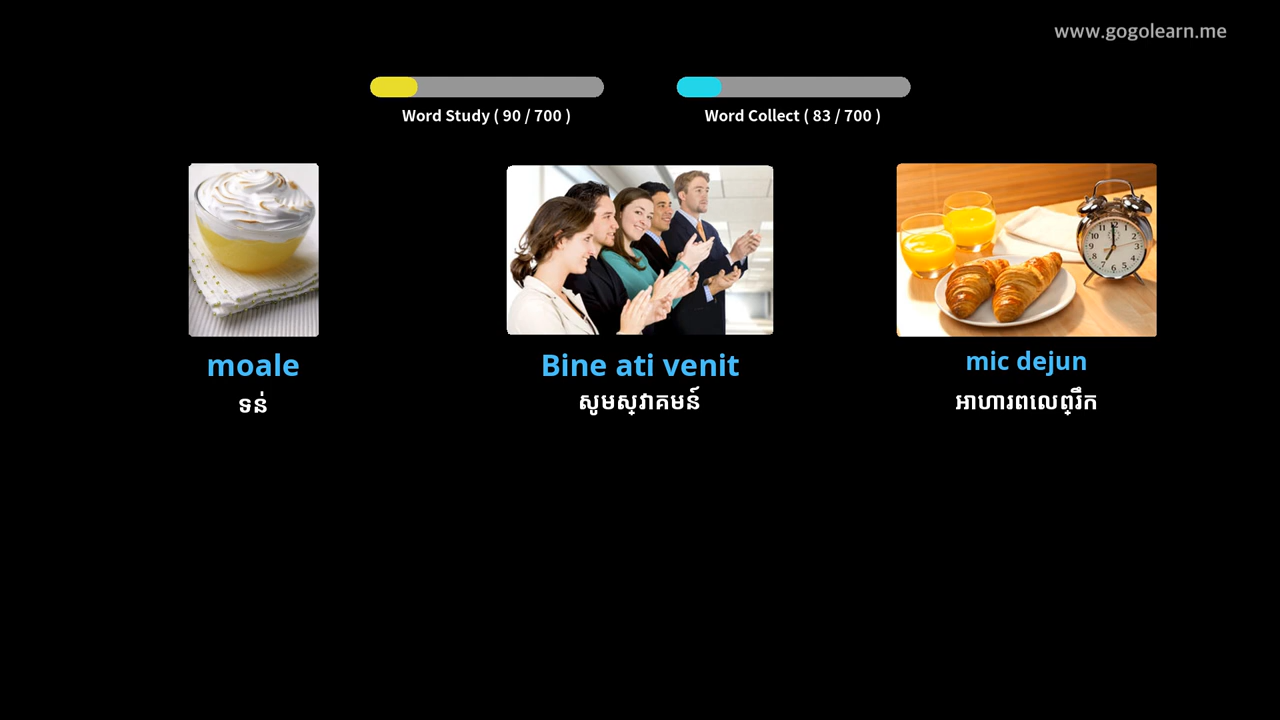 www.gogolearn.me
Word Study ( 90 / 700 )
Word Collect ( 83 / 700 )
moale
ទន់
Bine ati venit
សូមស្វាគមន៍
mic dejun
អាហារពេលព្រឹក